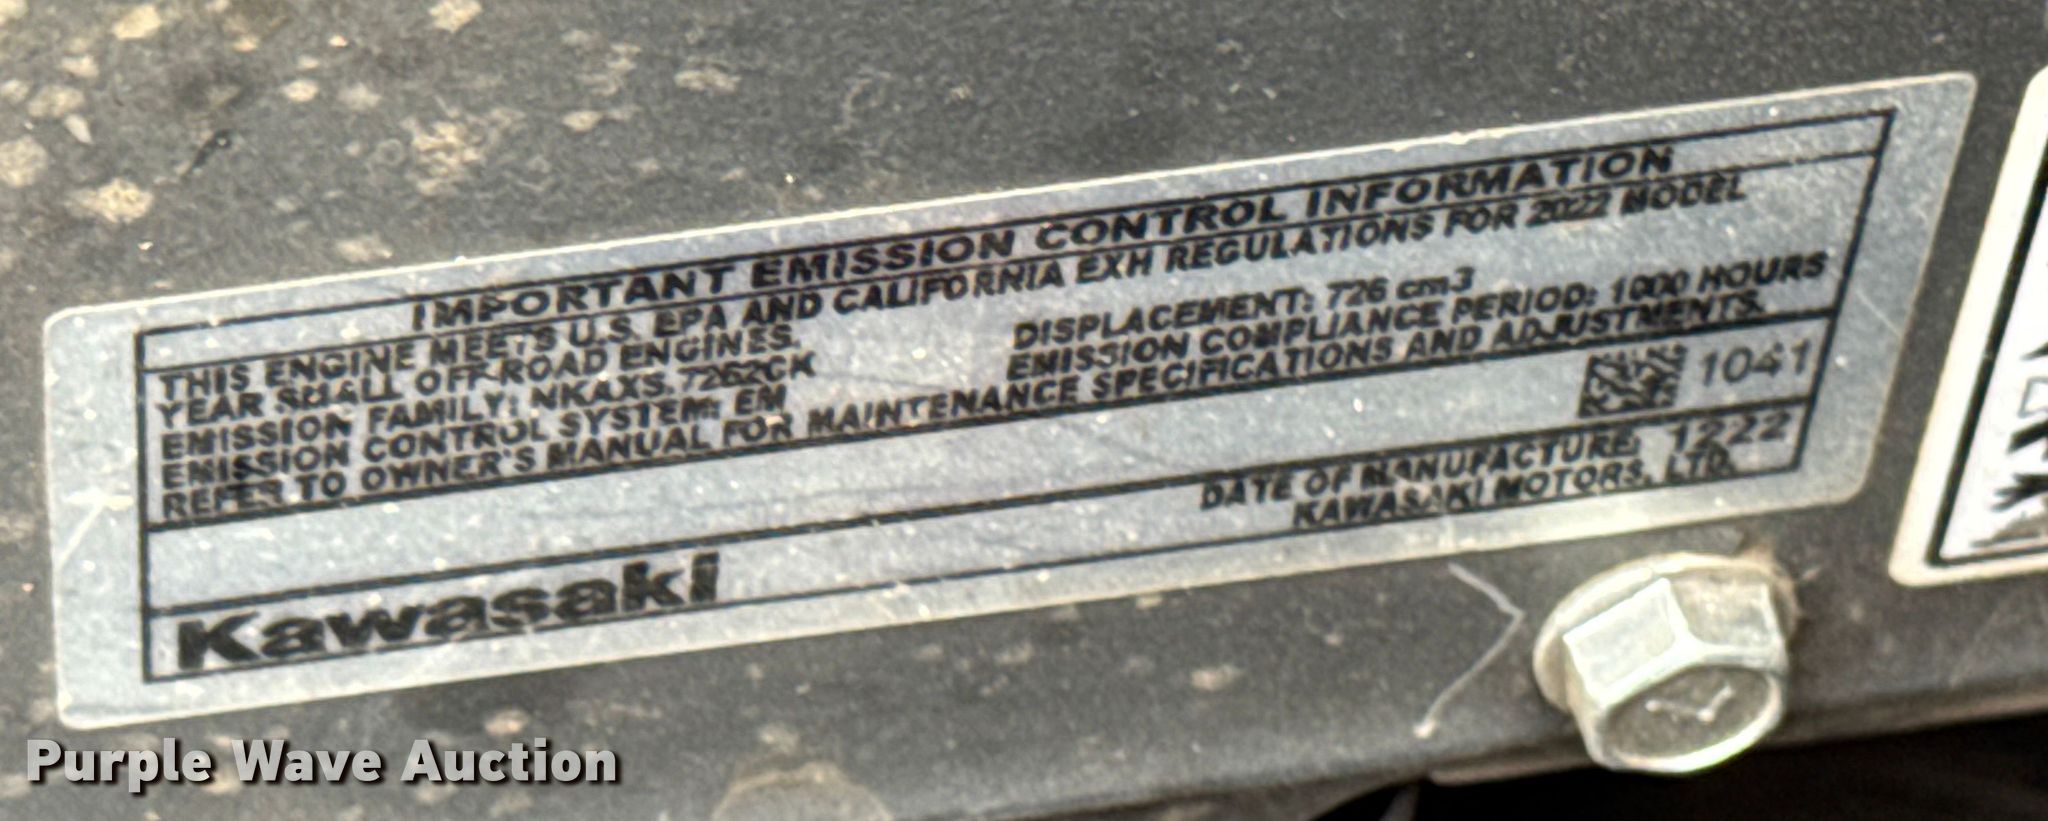 IMPORTANT EMISSION CONTROL INFORMATION
THIS ENGINE MEETS U.S. EPA AND CALIFORNIA EXH REGULATIONS FOR 2022 MODEL
YEAR SMALL OFF-ROAD ENGINES.
EMISSION FAMILY: NKAXS.7262CK DISPLACEMENT: 726 cm3
EMISSION CONTROL SYSTEM: EM EMISSION COMPLIANCE PERIOD: 1000 HOURS
REFER TO OWNER'S MANUAL FOR MAINTENANCE SPECIFICATIONS AND ADJUSTMENTS.
1041
Kawasaki
DATE OF MANUFACTURE: 1222
KAWASAKI MOTORS, LTD.
Purple Wave Auction